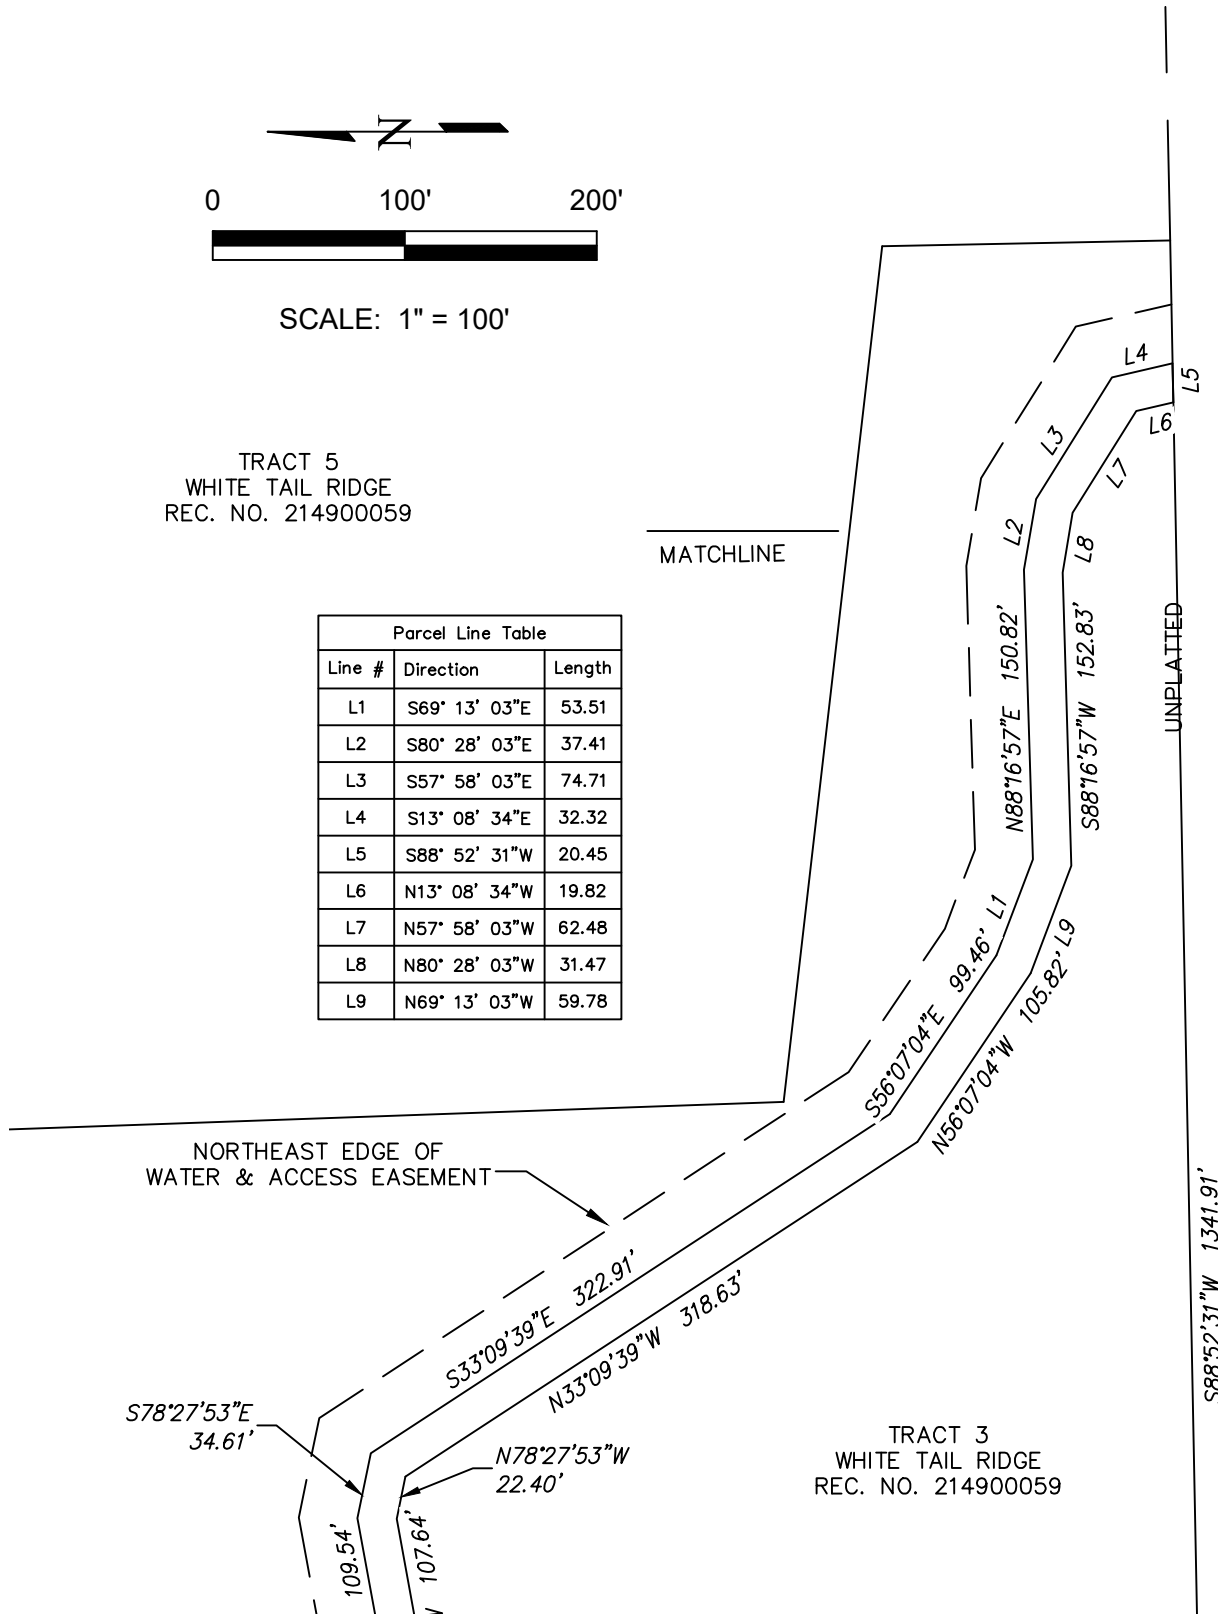 N
0 100' 200'
SCALE: 1" = 100'
TRACT 5
WHITE TAIL RIDGE
REC. NO. 214900059
MATCHLINE
L4
L5
L6
L3
L7
L2
L8
N88°16'57"E 150.82'
S88°16'57"W 152.83'
UNPLATTED
Parcel Line Table
Line # Direction Length
L1 S69° 13' 03"E 53.51
L2 S80° 28' 03"E 37.41
L3 S57° 58' 03"E 74.71
L4 S13° 08' 34"E 32.32
L5 S88° 52' 31"W 20.45
L6 N13° 08' 34"W 19.82
L7 N57° 58' 03"W 62.48
L8 N80° 28' 03"W 31.47
L9 N69° 13' 03"W 59.78
L1
L9
S56°07'04"E 99.46'
N56°07'04"W 105.82'
NORTHEAST EDGE OF
WATER & ACCESS EASEMENT
S88°52'31"W 1341.91'
S33°09'39"E 322.91'
N33°09'39"W 318.63'
S78°27'53"E
34.61'
N78°27'53"W
22.40'
TRACT 3
WHITE TAIL RIDGE
REC. NO. 214900059
109.54'
W 107.64'